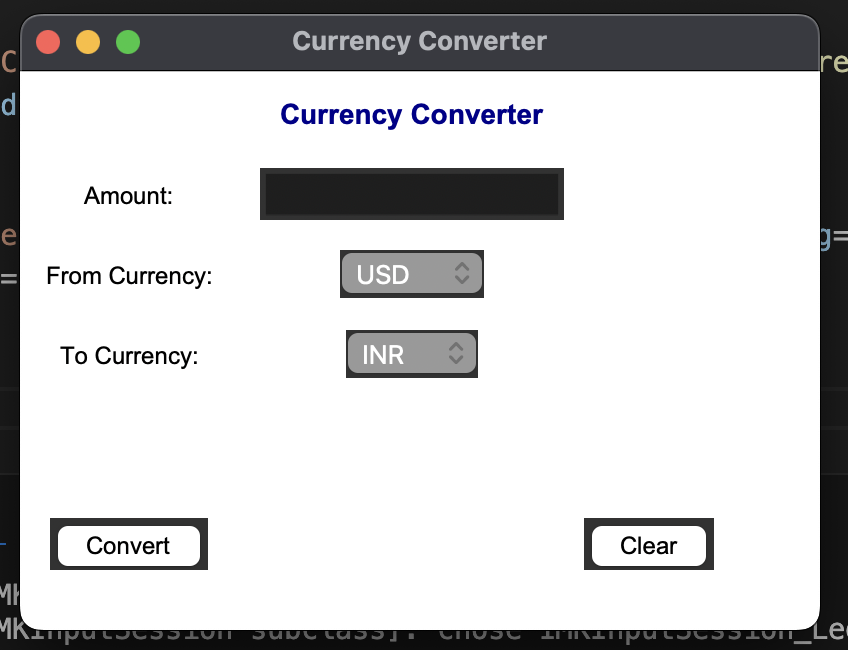 Currency Converter
Currency Converter
Amount:
From Currency:
USD
To Currency:
INR
Convert
Clear